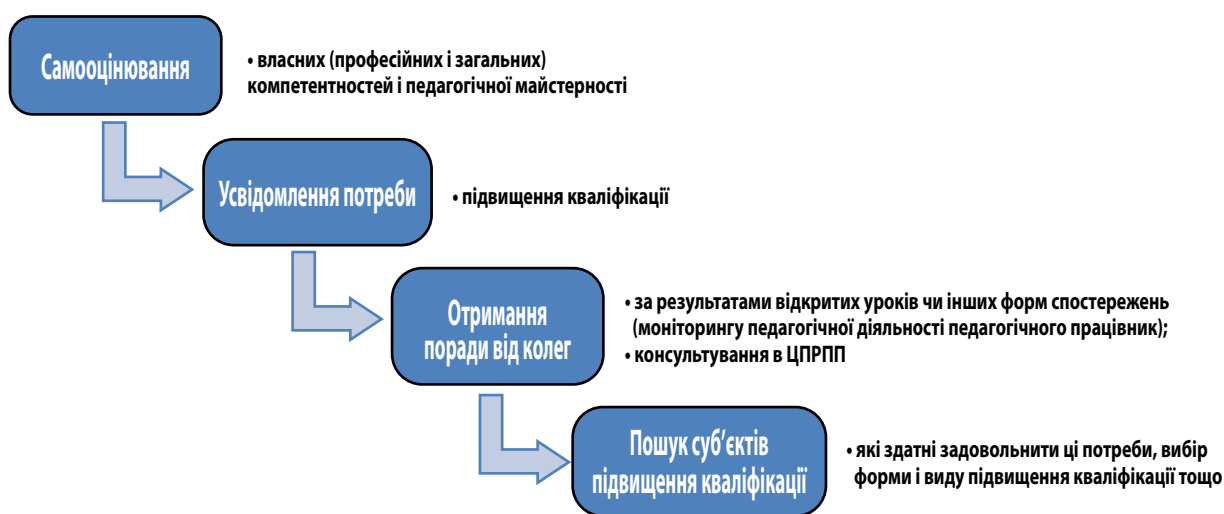 Самооцінювання
• власних (професійних і загальних)
компетентностей і педагогічної майстерності
Усвідомлення потреби
• підвищення кваліфікації
Отримання
поради від колег
• за результатами відкритих уроків чи інших форм спостережень
(моніторингу педагогічної діяльності педагогічного працівник);
• консультування в ЦПРПП
Пошук суб’єктів
підвищення кваліфікації
• які здатні задовольнити ці потреби, вибір
форми і виду підвищення кваліфікації тощо